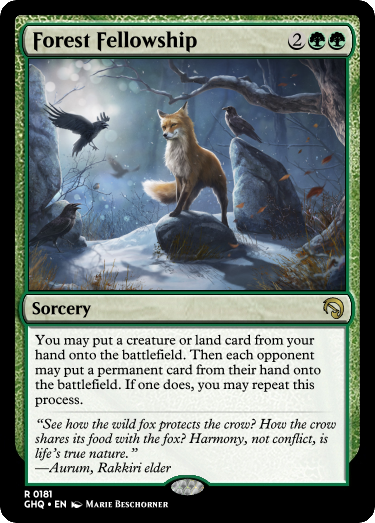 Forest Fellowship 2
Sorcery
You may put a creature or land card from your
hand onto the battlefield. Then each opponent
may put a permanent card from their hand onto
the battlefield. If one does, you may repeat this
process.
“See how the wild fox protects the crow? How the crow
shares its food with the fox? Harmony, not conflict, is
life’s true nature.”
—Aurum, Rakkiri elder
R 0181
GHQ • EN Marie Beschorner